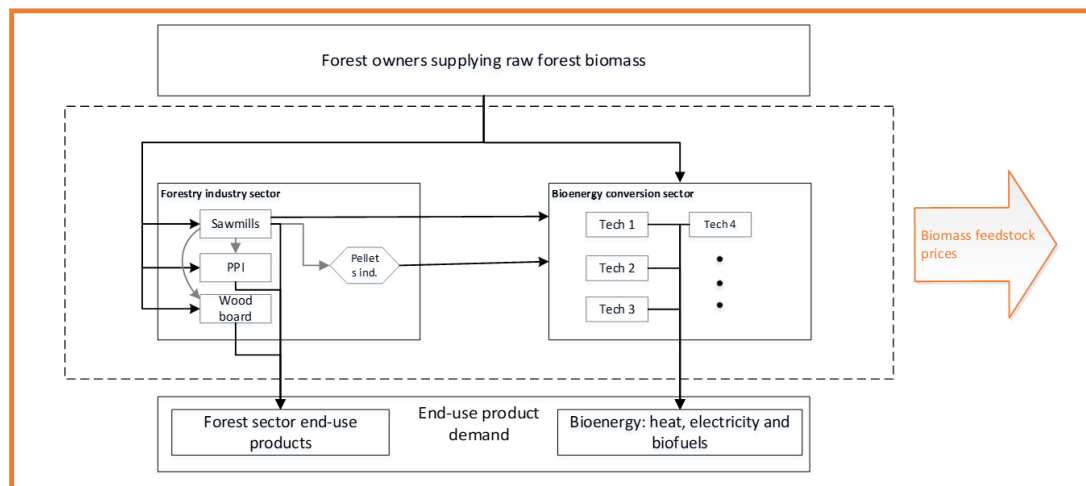 Forest owners supplying raw forest biomass
Forestry industry sector
Bioenergy conversion sector
Sawmills
PPI
Wood
board
Pellet
s ind.
Tech 1
Tech 4
Tech 2
Tech 3
Biomass feedstock
prices
Forest sector end-use
products
End-use product
demand
Bioenergy: heat, electricity and
biofuels